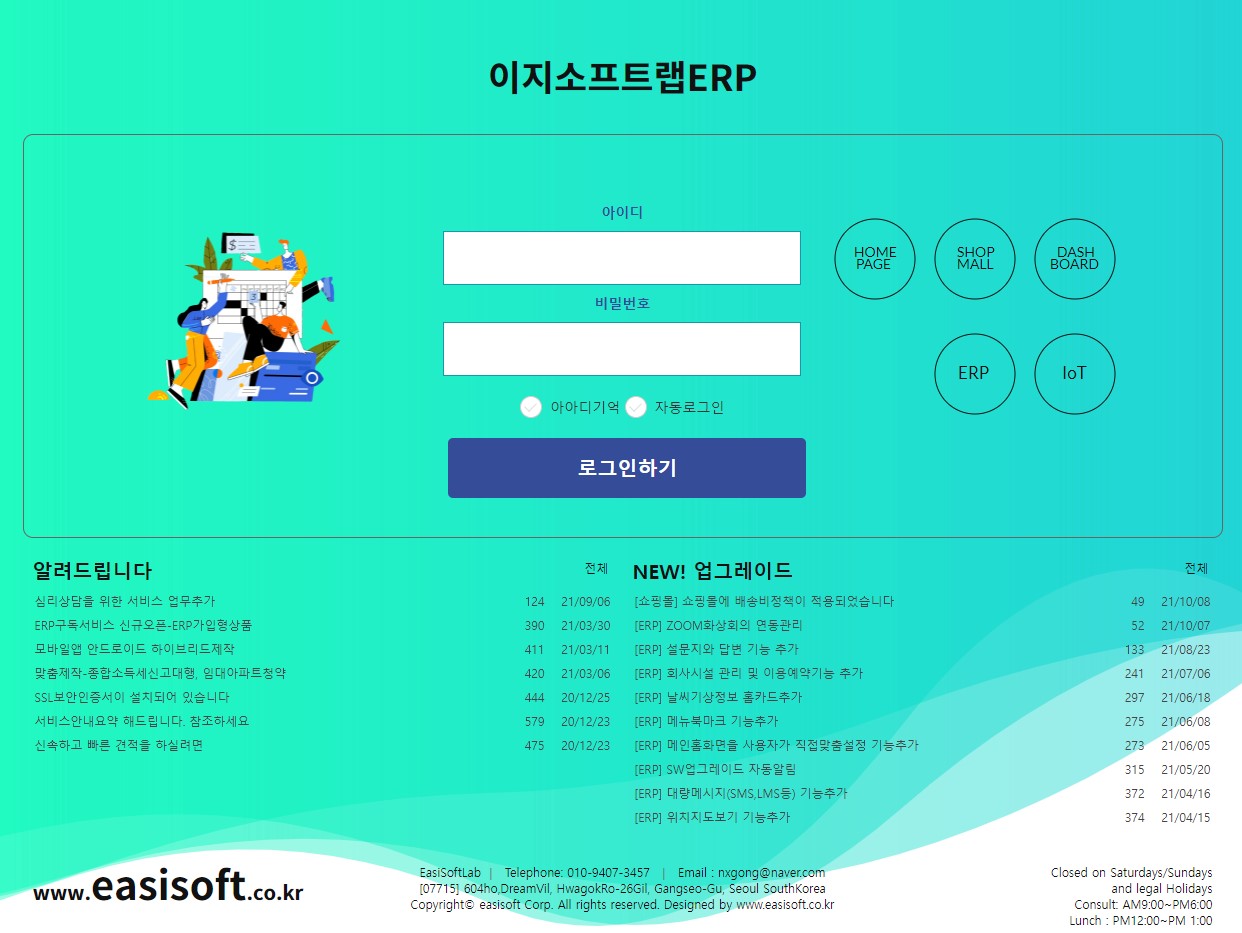 이지소프트랩ERP
아이디
비밀번호
아아디기억 자동로그인
로그인하기
HOME
PAGE
SHOP
MALL
DASH
BOARD
ERP
IoT
$
알려드립니다 전체
심리상담을 위한 서비스 업무추가 124 21/09/06
ERP구독서비스 신규오픈-ERP가입형상품 390 21/03/30
모바일앱 안드로이드 하이브리드제작 411 21/03/11
맞춤제작-종합소득세신고대행, 임대아파트청약 420 21/03/06
SSL보안인증서이 설치되어 있습니다 444 20/12/25
서비스안내요약 해드립니다. 참조하세요 579 20/12/23
신속하고 빠른 견적을 하실려면 475 20/12/23
NEW! 업그레이드 전체
[쇼핑몰] 쇼핑몰에 배송비정책이 적용되었습니다 49 21/10/08
[ERP] ZOOM화상회의 연동관리 52 21/10/07
[ERP] 설문지와 답변 기능 추가 133 21/08/23
[ERP] 회사시설 관리 및 이용예약기능 추가 241 21/07/06
[ERP] 날씨기상정보 홈카드추가 297 21/06/18
[ERP] 메뉴북마크 기능추가 275 21/06/08
[ERP] 메인홈화면을 사용자가 직접맞춤설정 기능추가 273 21/06/05
[ERP] SW업그레이드 자동알림 315 21/05/20
[ERP] 대량메시지(SMS,LMS등) 기능추가 372 21/04/16
[ERP] 위치지도보기 기능추가 374 21/04/15
www.easisoft.co.kr
EasiSoftLab | Telephone: 010-9407-3457 | Email : nxgong@naver.com
[07715] 604ho,DreamVil, HwagokRo-26Gil, Gangseo-Gu, Seoul SouthKorea
Copyright© easisoft Corp. All rights reserved. Designed by www.easisoft.co.kr
Closed on Saturdays/Sundays
and legal Holidays
Consult: AM9:00~PM6:00
Lunch : PM12:00~PM 1:00